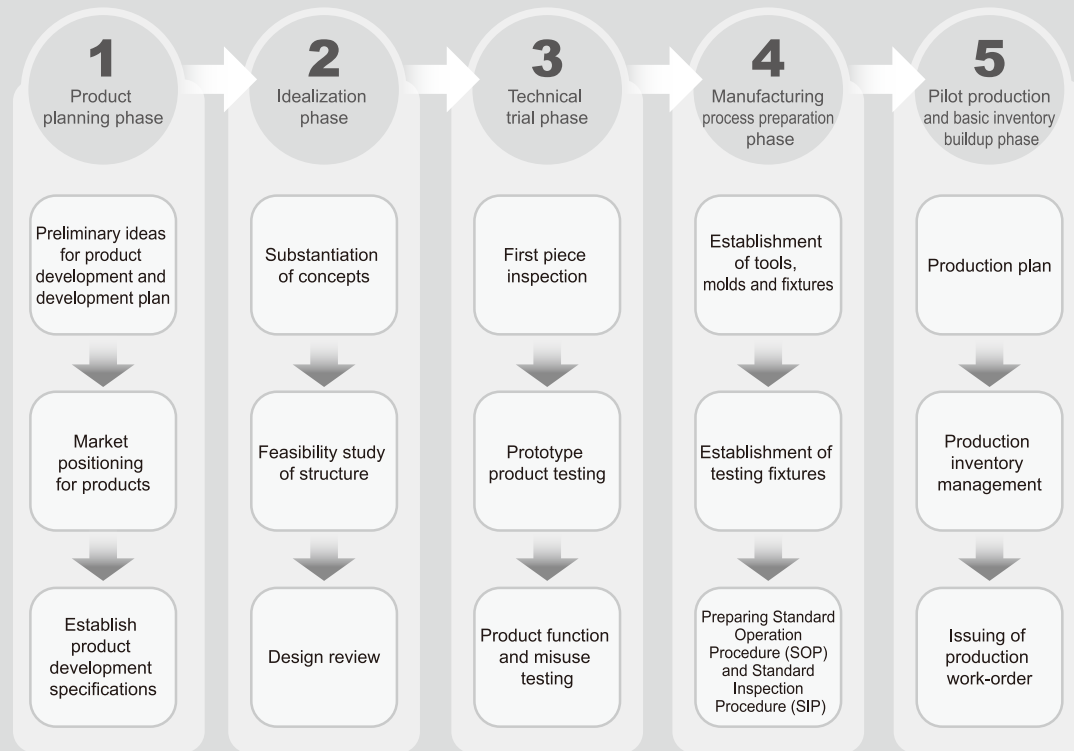 1
Product
planning phase
Preliminary ideas
for product
development and
development plan
Market
positioning
for products
Establish
product
development
specifications
2
Idealization
phase
Substantiation
of concepts
Feasibility study
of structure
Design review
3
Technical
trial phase
First piece
inspection
Prototype
product testing
Product function
and misuse
testing
4
Manufacturing
process preparation
phase
Establishment
of tools,
molds and fixtures
Establishment of
testing fixtures
Preparing Standard
Operation
Procedure (SOP)
and Standard
Inspection
Procedure (SIP)
5
Pilot production
and basic inventory
buildup phase
Production plan
Production
inventory
management
Issuing of
production
work-order